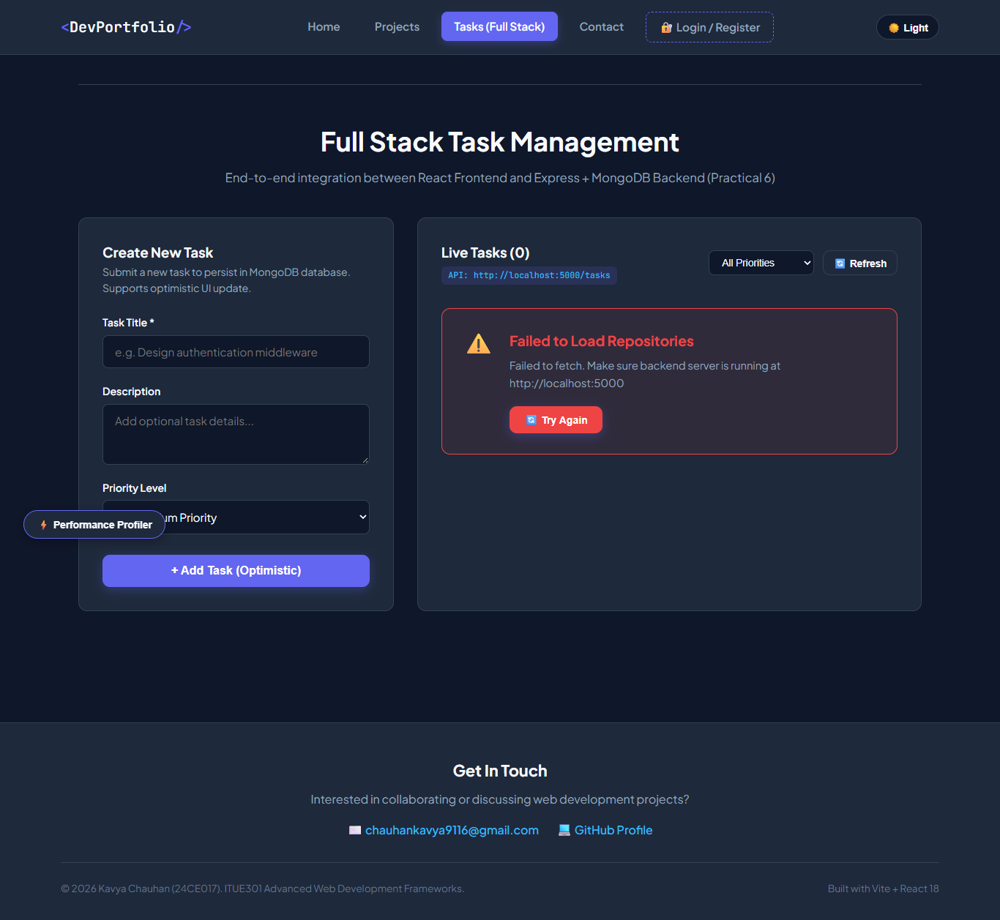 <DevPortfolio/>
Home
Projects
Tasks (Full Stack)
Contact
Login / Register
Light
Full Stack Task Management
End-to-end integration between React Frontend and Express + MongoDB Backend (Practical 6)
Create New Task
Submit a new task to persist in MongoDB database.
Supports optimistic UI update.
Task Title *
e.g. Design authentication middleware
Description
Add optional task details...
Priority Level
Priority
Performance Profiler
+ Add Task (Optimistic)
Live Tasks (0)
API: http://localhost:5000/tasks
All Priorities
Refresh
Failed to Load Repositories
Failed to fetch. Make sure backend server is running at
http://localhost:5000
Try Again
Get In Touch
Interested in collaborating or discussing web development projects?
chauhankavya9116@gmail.com
GitHub Profile
© 2026 Kavya Chauhan (24CE017). ITUE301 Advanced Web Development Frameworks.
Built with Vite + React 18